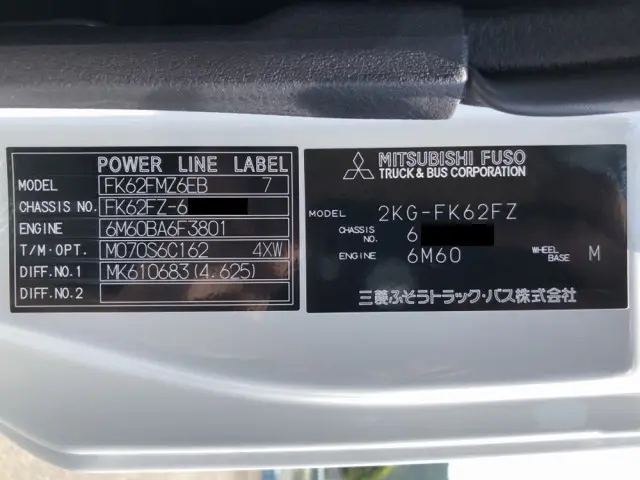 POWER LINE LABEL
MODEL FK62FMZ6EB 7
CHASSIS NO. FK62FZ-6
ENGINE 6M60BA6F3801
T/M・OPT. M070S6C162 4XW
DIFF.NO.1 MK610683(4.625)
DIFF.NO.2
MITSUBISHI FUSO
TRUCK & BUS CORPORATION
MODEL 2KG-FK62FZ
CHASSIS NO. 6
ENGINE 6M60 WHEEL BASE M
三菱ふそうトラック・バス株式会社